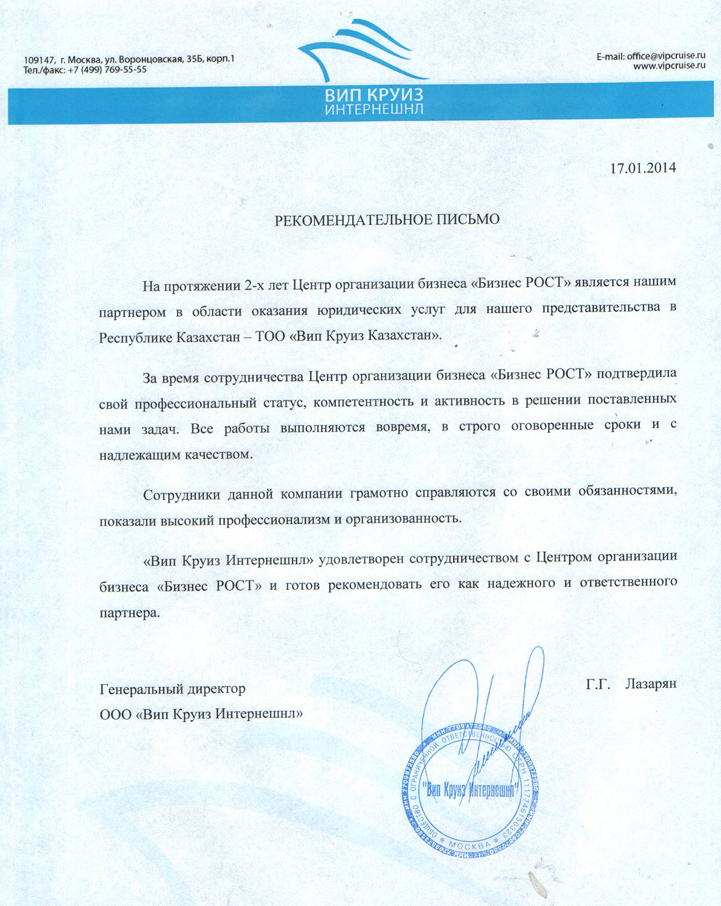 109147, г. Москва, ул. Воронцовская, 35Б, корп.1
Тел./факс: +7 (499) 769-55-55
E-mail: office@vipcruise.ru
www.vipcruise.ru
ВИП КРУИЗ
ИНТЕРНЕШНЛ
17.01.2014
РЕКОМЕНДАТЕЛЬНОЕ ПИСЬМО
На протяжении 2-х лет Центр организации бизнеса «Бизнес РОСТ» является нашим
партнером в области оказания юридических услуг для нашего представительства в
Республике Казахстан – ТОО «Вип Круиз Казахстан».
За время сотрудничества Центр организации бизнеса «Бизнес РОСТ» подтвердила
свой профессиональный статус, компетентность и активность в решении поставленных
нами задач. Все работы выполняются вовремя, в строго оговоренные сроки и с
надлежащим качеством.
Сотрудники данной компании грамотно справляются со своими обязанностями,
показали высокий профессионализм и организованность.
«Вип Круиз Интернешнл» удовлетворен сотрудничеством с Центром организации
бизнеса «Бизнес РОСТ» и готов рекомендовать его как надежного и ответственного
партнера.
Генеральный директор
Г.Г. Лазарян
ООО «Вип Круиз Интернешнл»
ОБЩЕСТВО С ОГРАНИЧЕННОЙ ОТВЕТСТВЕННОСТЬЮ
"Вип Круиз Интернешнл"
МОСКВА